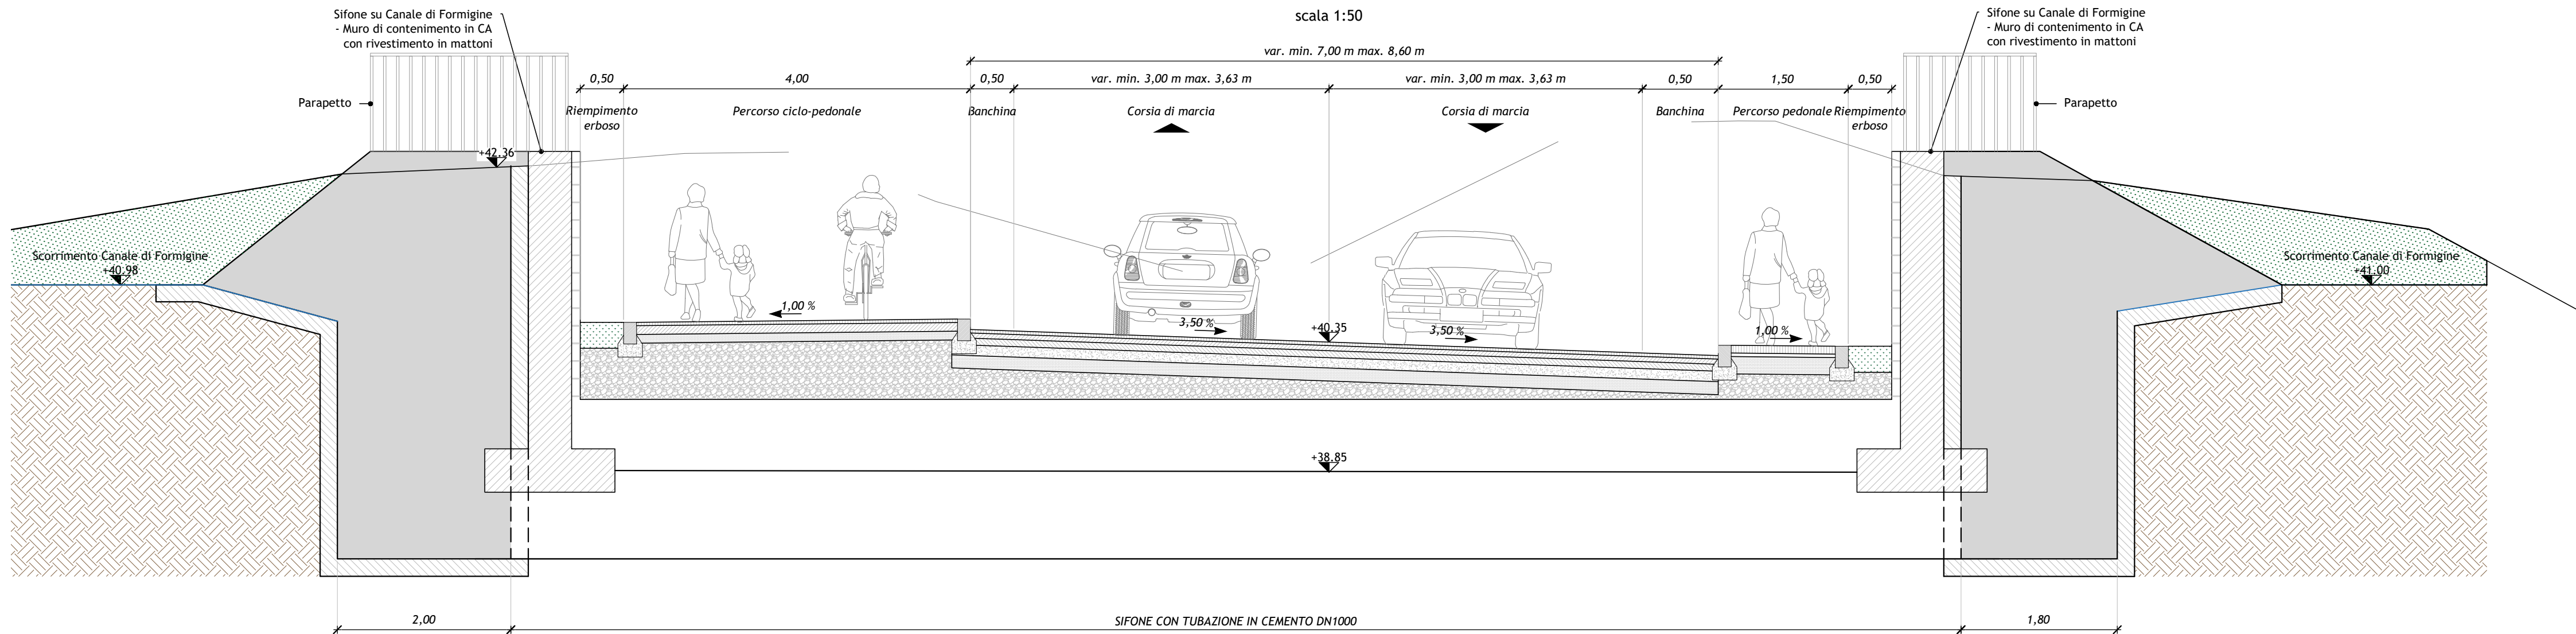 Sifone su Canale di Formigine
- Muro di contenimento in CA
con rivestimento in mattoni
scala 1:50
Sifone su Canale di Formigine
- Muro di contenimento in CA
con rivestimento in mattoni
var. min. 7,00 m max. 8,60 m
0,50
4,00
0,50
var. min. 3,00 m max. 3,63 m
var. min. 3,00 m max. 3,63 m
0,50
1,50
0,50
Parapetto
Parapetto
Riempimento
erboso
Percorso ciclo-pedonale
Banchina
Corsia di marcia
Corsia di marcia
Banchina
Percorso pedonale
Riempimento
erboso
+42.36
Scorrimento Canale di Formigine
+40.98
Scorrimento Canale di Formigine
+41.00
1,00 %
3,50 %
+40.35
3,50 %
1,00 %
+38.85
2,00
SIFONE CON TUBAZIONE IN CEMENTO DN1000
1,80